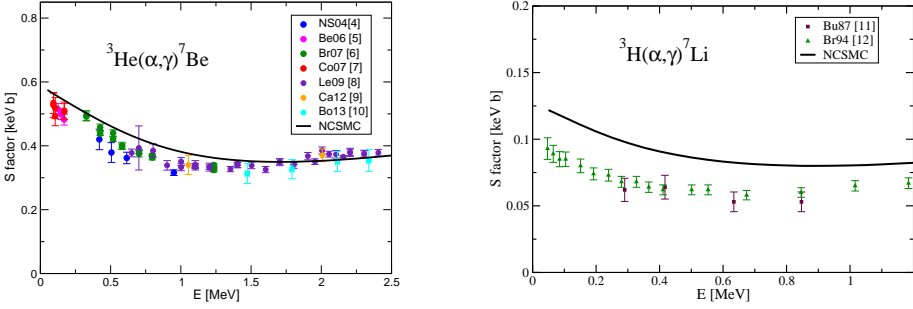 0.8
0.6
0.4
0.2
0
S factor [keV b]
³He(α,γ)⁷Be
NS04[4]
Be06 [5]
Br07 [6]
Co07 [7]
Le09 [8]
Ca12 [9]
Bo13 [10]
NCSMC
0 0.5 1 1.5 2 2.5
E [MeV]
0.2
0.15
0.1
0.05
0
S factor [keV b]
³H(α,γ)⁷Li
Bu87 [11]
Br94 [12]
NCSMC
0 0.2 0.4 0.6 0.8 1
E [MeV]